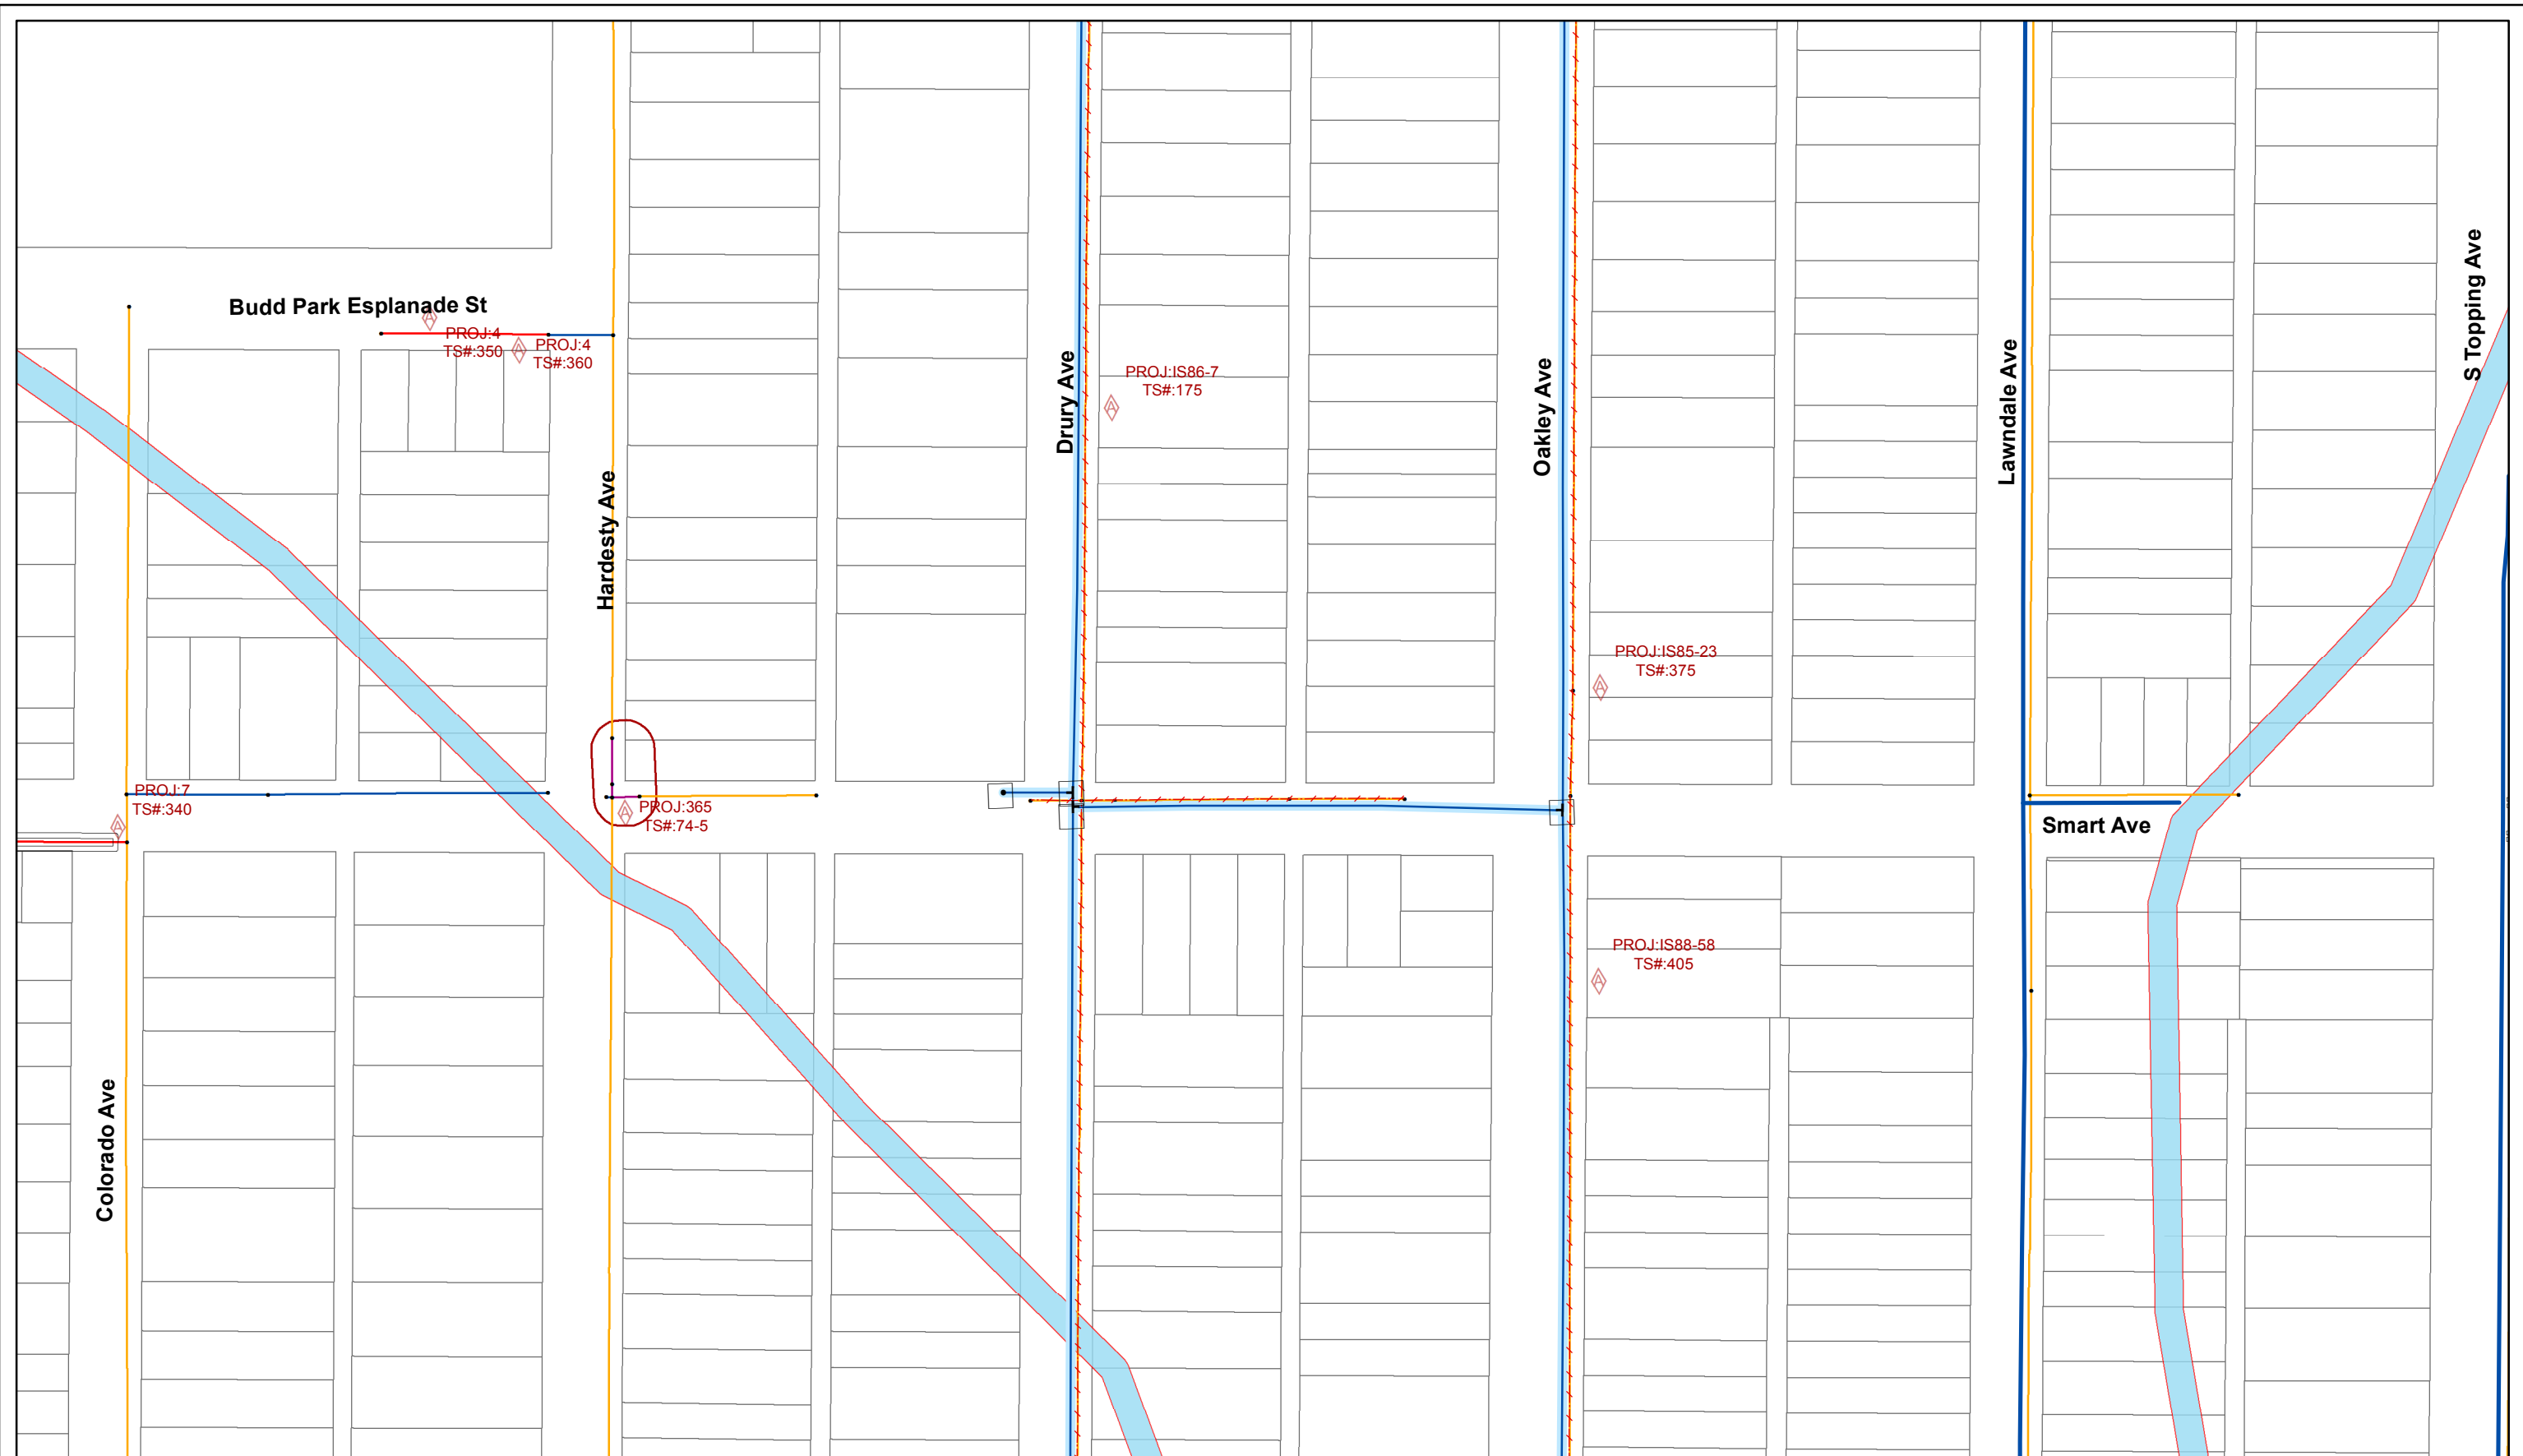 Budd Park Esplanade St
A
PROJ:4
TS#:350
A
PROJ:4
TS#:360
PROJ:IS86-7
TS#:175
A
Drury Ave
Oakley Ave
Lawndale Ave
S Topping Ave
Hardesty Ave
PROJ:IS85-23
TS#:375
A
PROJ:7
TS#:340
A
PROJ:365
TS#:74-5
A
Smart Ave
PROJ:IS88-58
TS#:405
A
Colorado Ave